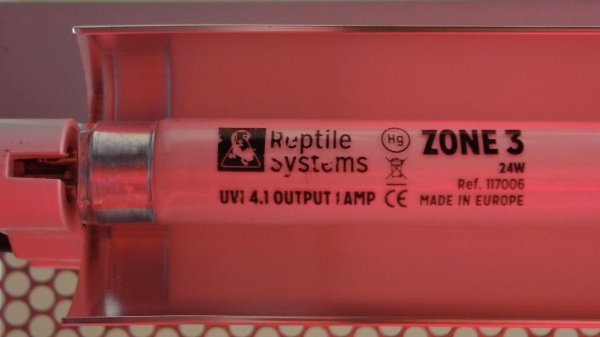 Reptile
Systems
UVI 4.1 OUTPUT LAMP
Hg
CE
ZONE 3
24W
Ref. 117006
MADE IN EUROPE